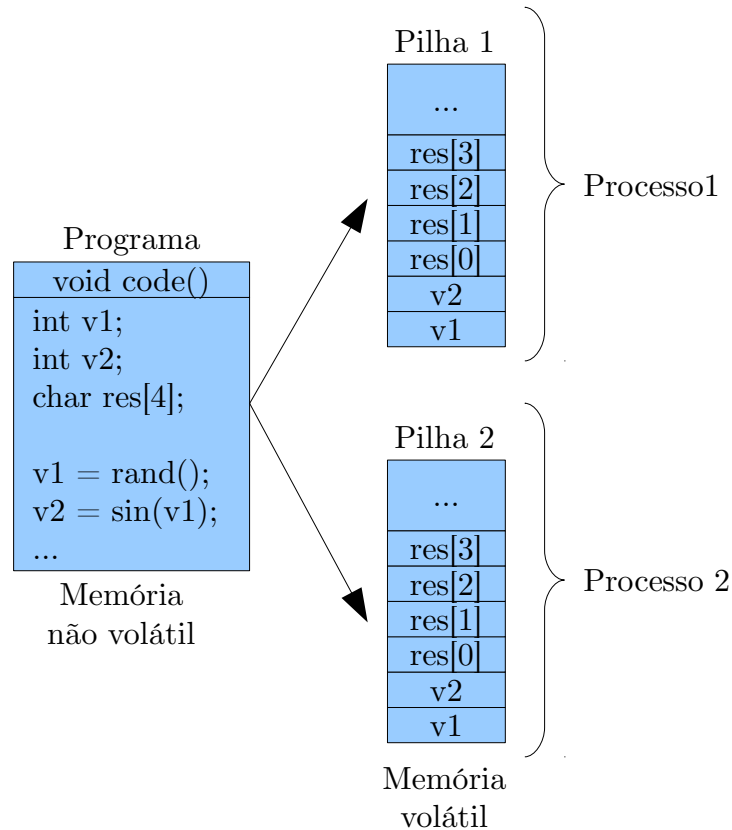 Programa
void code()
int v1;
int v2;
char res[4];
v1 = rand();
v2 = sin(v1);
...
Memória
não volátil
Pilha 1
...
res[3]
res[2]
res[1]
res[0]
v2
v1
Processo1
Pilha 2
...
res[3]
res[2]
res[1]
res[0]
v2
v1
Processo 2
Memória
volátil